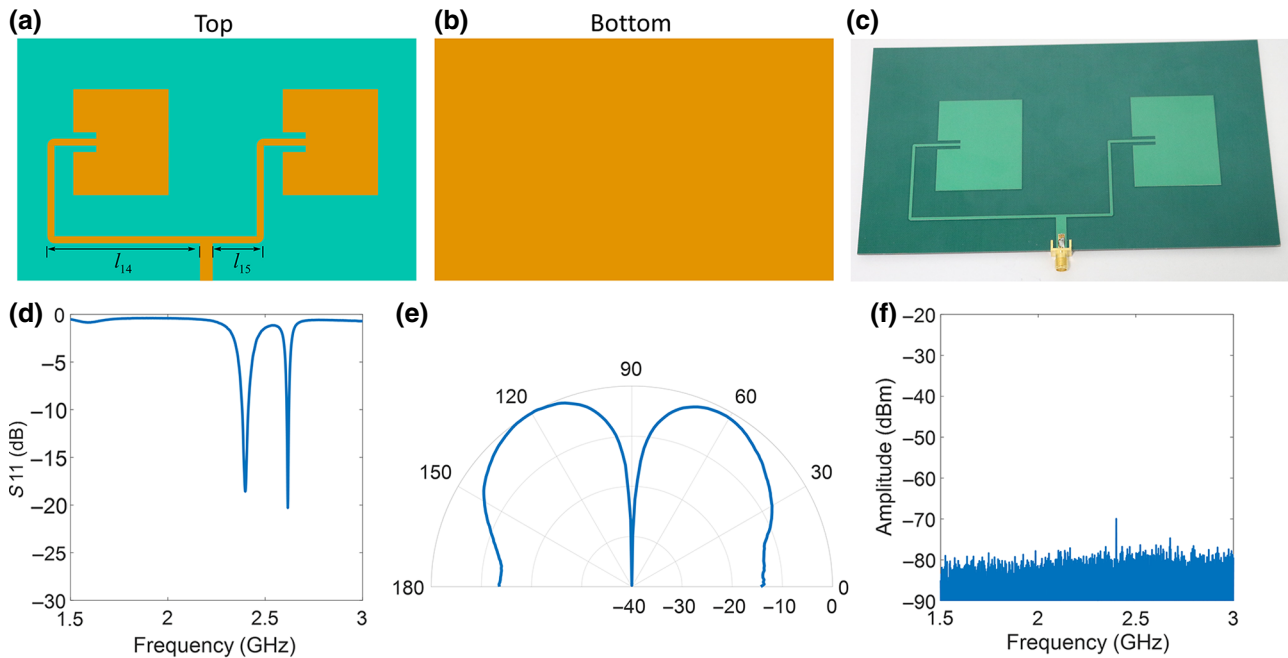 (a) Top (b) Bottom (c)
l14 l15
(d) (e) (f)
0
–5
–10
–15
–20
–25
–30
S11 (dB)
1.5 2 2.5 3
Frequency (GHz)
90
120 60
150 30
180 0
–40 –30 –20 –10 0
–20
–30
–40
–50
–60
–70
–80
–90
Amplitude (dBm)
1.5 2 2.5 3
Frequency (GHz)